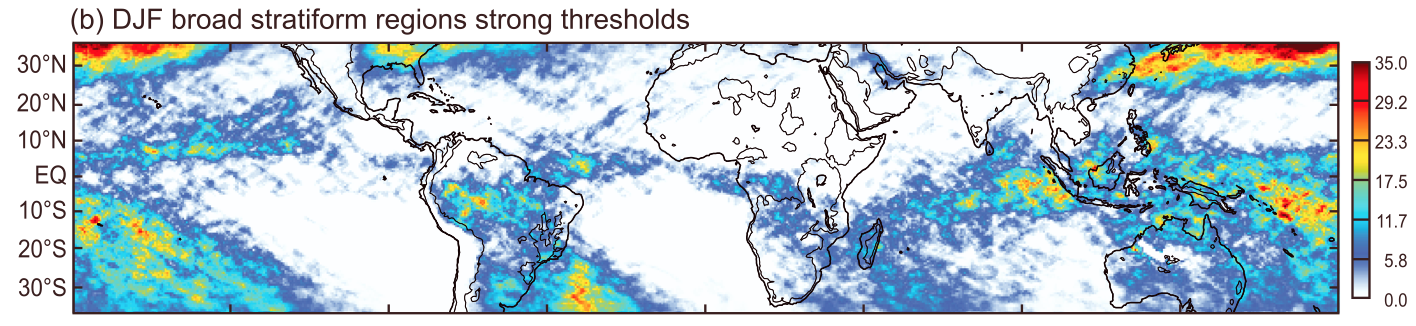 (b) DJF broad stratiform regions strong thresholds
30°N
20°N
10°N
EQ
10°S
20°S
30°S
35.0
29.2
23.3
17.5
11.7
5.8
0.0